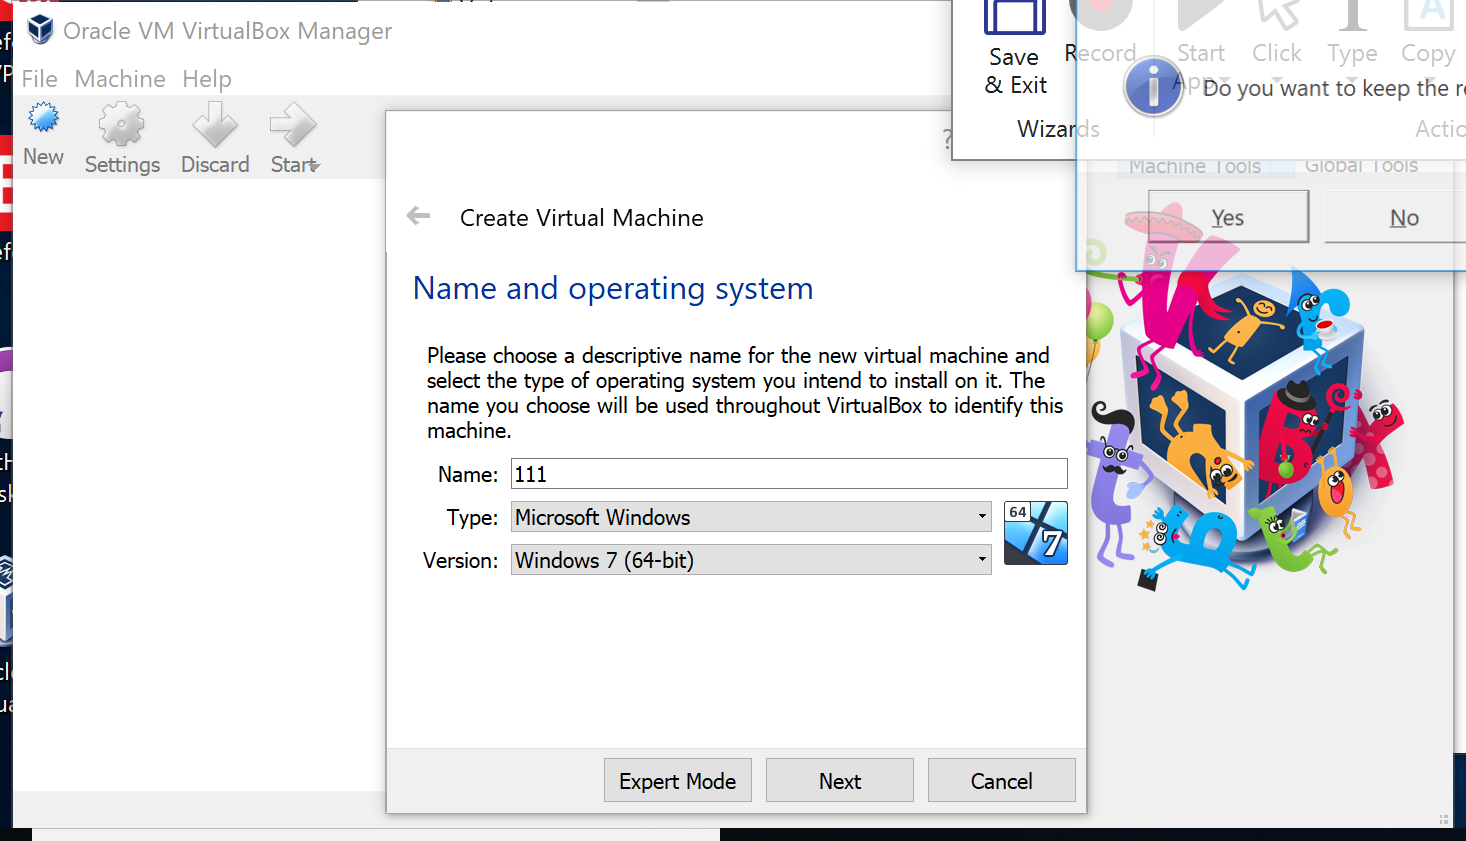 Oracle VM VirtualBox Manager
File Machine Help
New
Settings
Discard
Start
Save
& Exit
Record
Start
App
Click
Type
Copy
Wizards
Do you want to keep the
Machine Tools
Global Tools
Yes
No
?
Create Virtual Machine
Name and operating system
Please choose a descriptive name for the new virtual machine and
select the type of operating system you intend to install on it. The
name you choose will be used throughout VirtualBox to identify this
machine.
Name: 111
Type: Microsoft Windows
64
7
Version: Windows 7 (64-bit)
Expert Mode
Next
Cancel